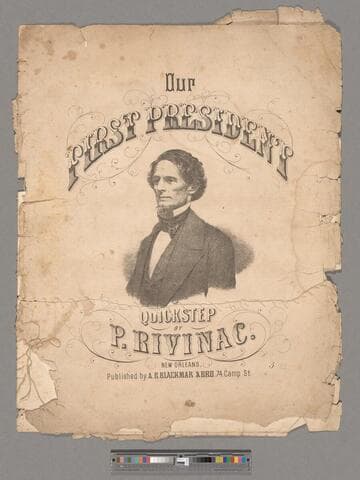 Our
FIRST PRESIDENT
QUICKSTEP
BY
P. RIVINAC.
NEW ORLEANS.
Published by A. E. BLACKMAR & BRO. 74 Camp St.